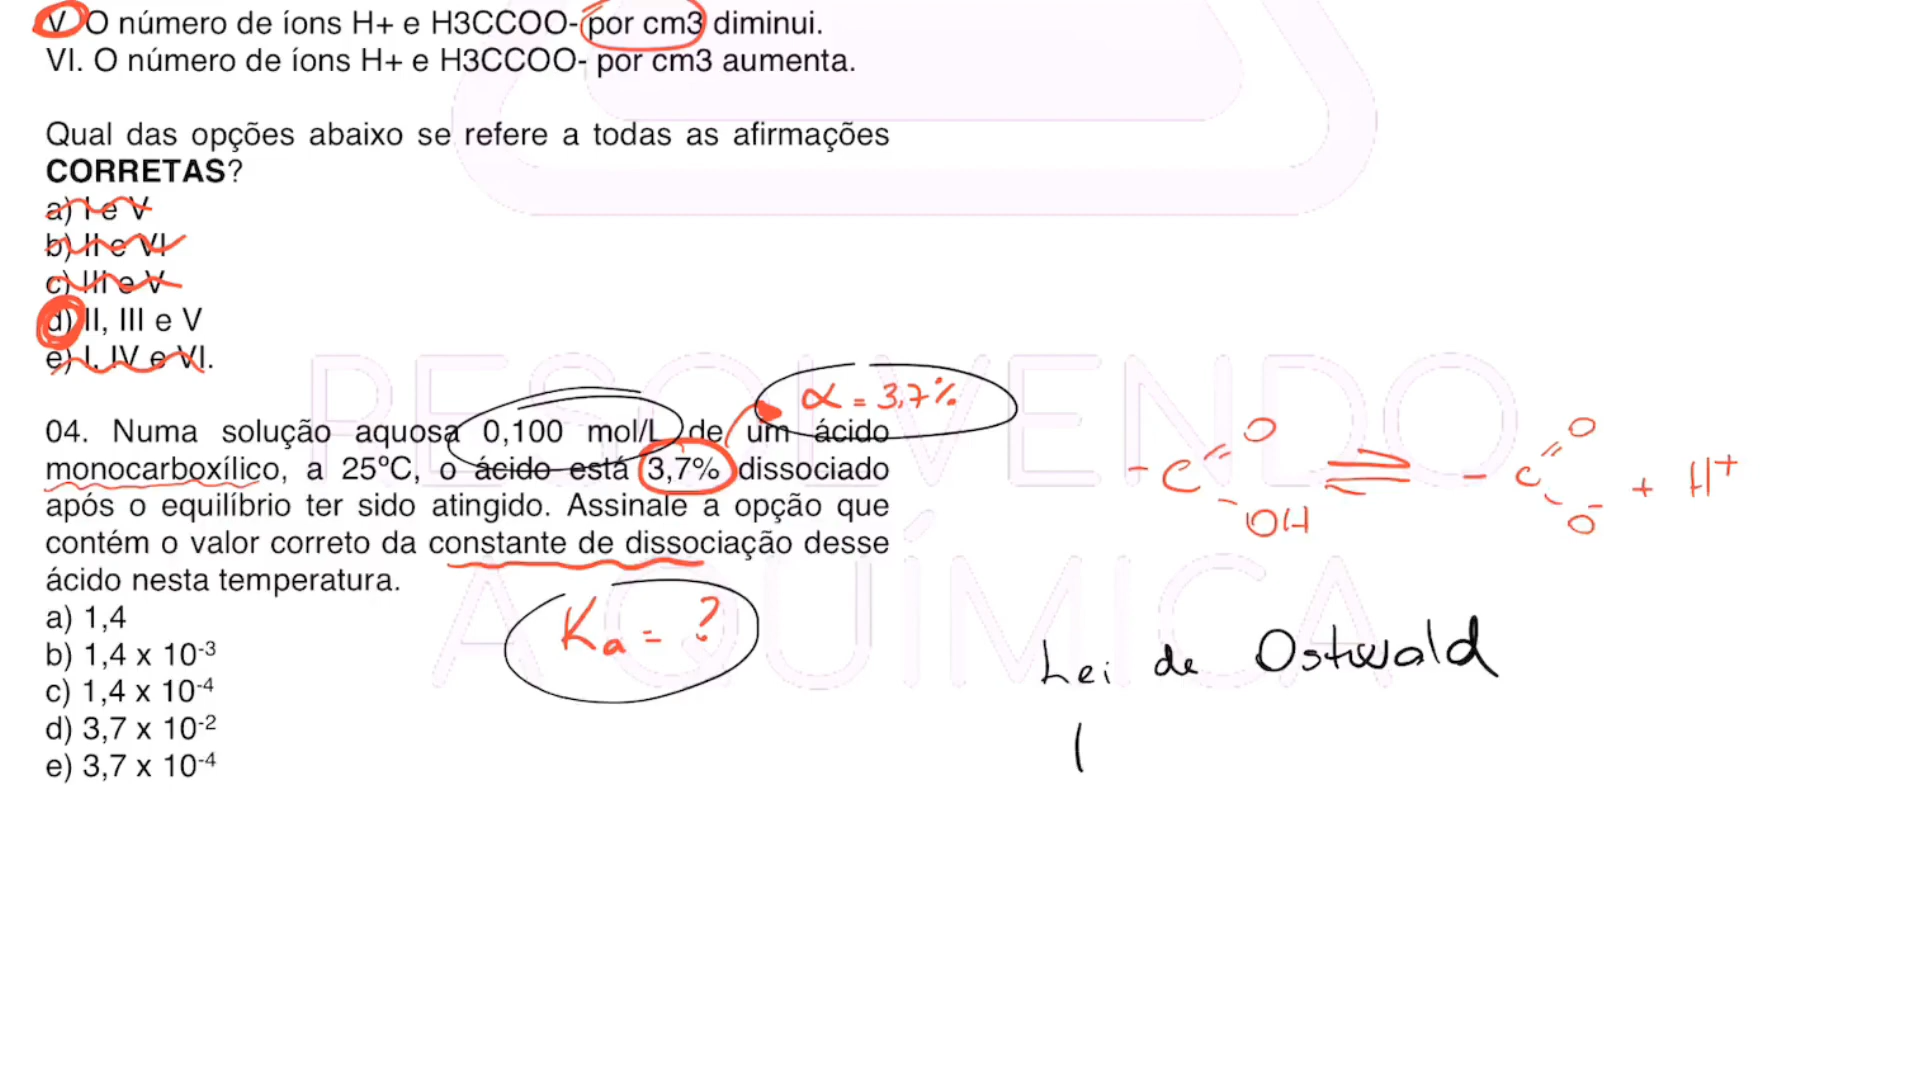 V O número de íons H+ e H3CCOO- por cm3 diminui.
VI. O número de íons H+ e H3CCOO- por cm3 aumenta.
Qual das opções abaixo se refere a todas as afirmações
CORRETAS?
a) I e V
b) II e VI
c) III e V
d) II, III e V
e) I, IV e VI.
α = 3,7%
04. Numa solução aquosa 0,100 mol/L de um ácido
monocarboxílico, a 25ºC, o ácido está 3,7% dissociado
após o equilíbrio ter sido atingido. Assinale a opção que
contém o valor correto da constante de dissociação desse
ácido nesta temperatura.
a) 1,4
b) 1,4 x 10-3
c) 1,4 x 10-4
d) 3,7 x 10-2
e) 3,7 x 10-4
Ka = ?
- C = O - OH ⇌ - C = O - O- + H+
Lei de Ostwald
RESOLVENDO
A QUÍMICA